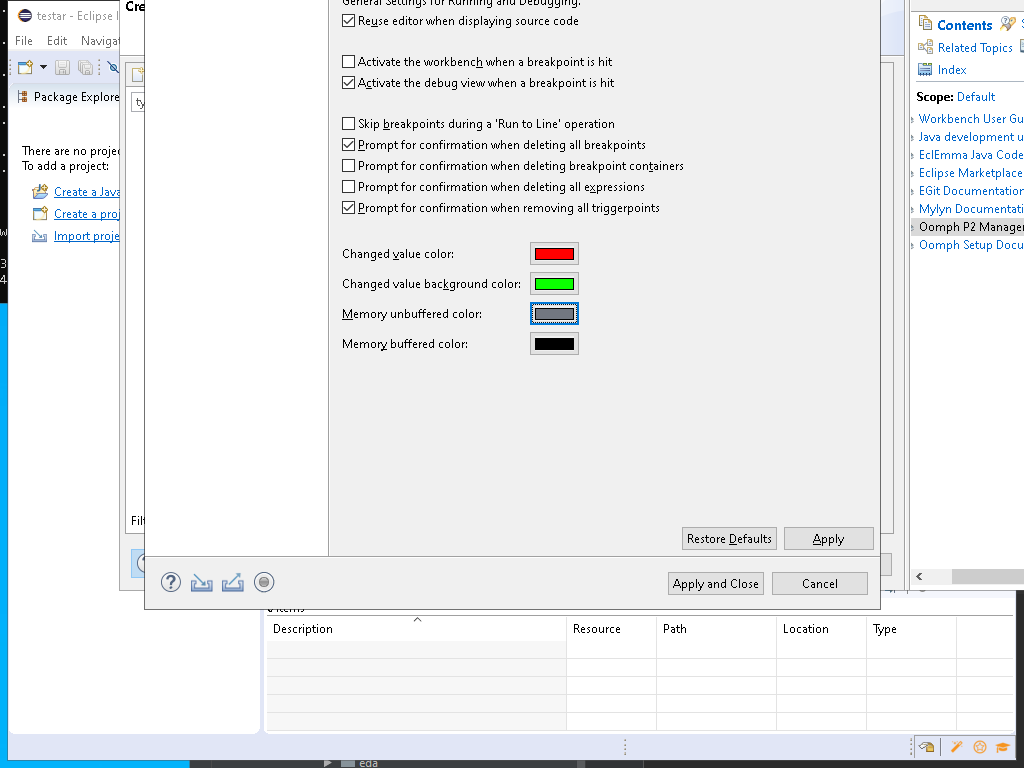 testar - Eclipse I
Cre
General Settings for Running and Debugging.
File Edit Navigat
Reuse editor when displaying source code
Contents
Related Topics
Index
Activate the workbench when a breakpoint is hit
Activate the debug view when a breakpoint is hit
Package Explore
ty
Scope: Default
Workbench User Gu
Java development u
EclEmma Java Code
Eclipse Marketplace
EGit Documentation
Mylyn Documentati
Oomph P2 Manager
Oomph Setup Docu
Skip breakpoints during a 'Run to Line' operation
Prompt for confirmation when deleting all breakpoints
Prompt for confirmation when deleting breakpoint containers
Prompt for confirmation when deleting all expressions
Prompt for confirmation when removing all triggerpoints
There are no projec
To add a project:
Create a Java
Create a proj
Import proje
w
3
4
Changed value color:
Changed value background color:
Memory unbuffered color:
Memory buffered color:
Filt
Restore Defaults
Apply
Apply and Close
Cancel
0 items
Description
Resource
Path
Location
Type
eda